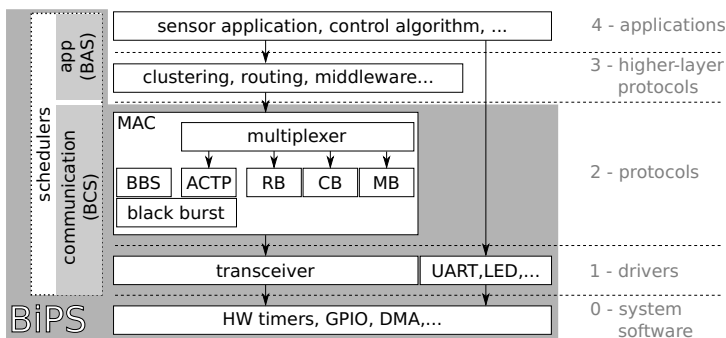 sensor application, control algorithm, ...
4 - applications
app
(BAS)
clustering, routing, middleware...
3 - higher-layer
protocols
schedulers
communication
(BCS)
MAC
multiplexer
BBS
ACTP
RB
CB
MB
black burst
2 - protocols
transceiver
UART,LED,...
1 - drivers
BiPS
HW timers, GPIO, DMA,...
0 - system
software